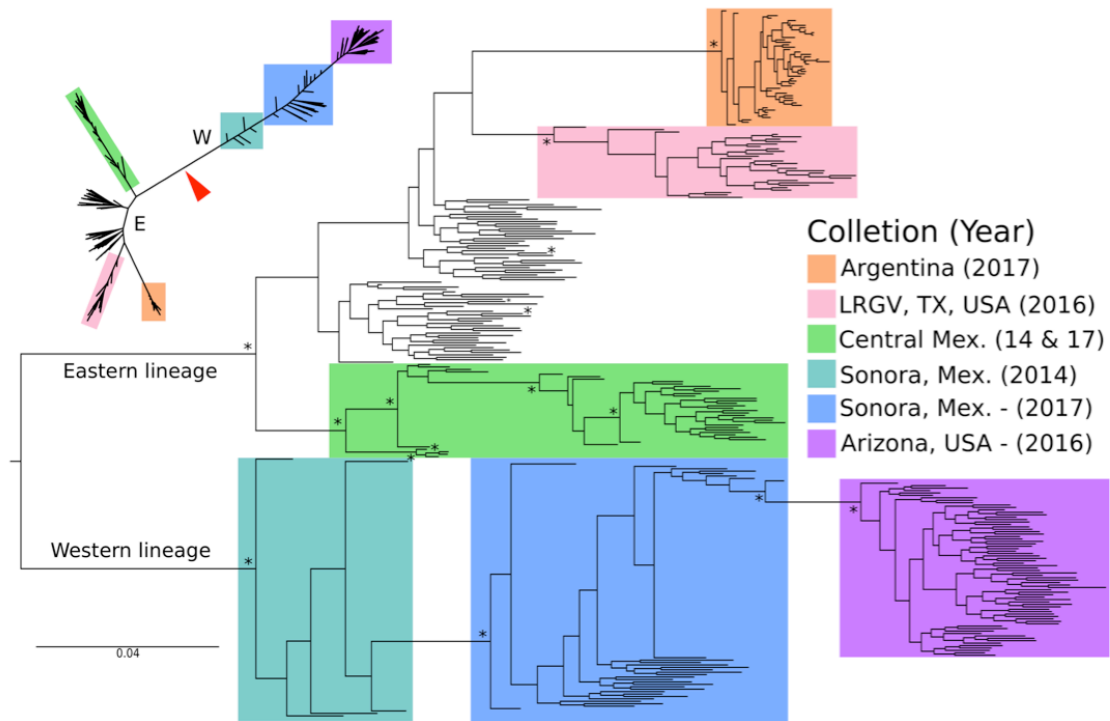 W
E
Colletion (Year)
Argentina (2017)
LRGV, TX, USA (2016)
Central Mex. (14 & 17)
Sonora, Mex. (2014)
Sonora, Mex. - (2017)
Arizona, USA - (2016)
Eastern lineage
Western lineage
0.04